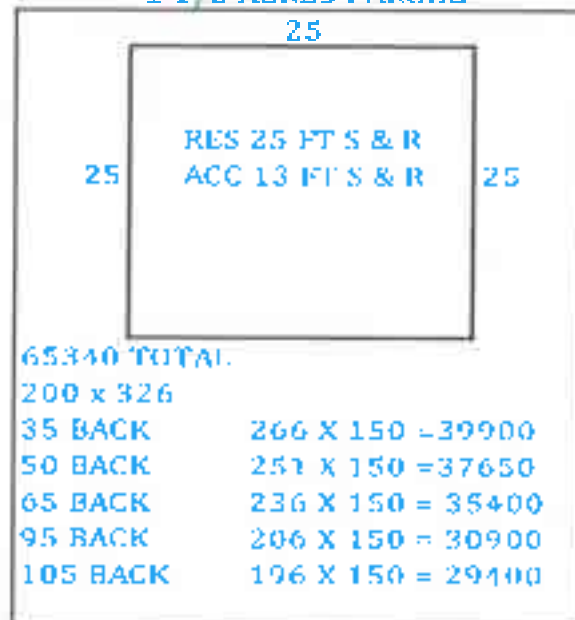 25
RES 25 FT S & R
25 ACC 13 FT S & R 25
65340 TOTAL
200 x 326
35 BACK 266 X 150 =39900
50 BACK 251 X 150 =37650
65 BACK 236 X 150 = 35400
95 BACK 206 X 150 = 30900
105 BACK 196 X 150 = 29400